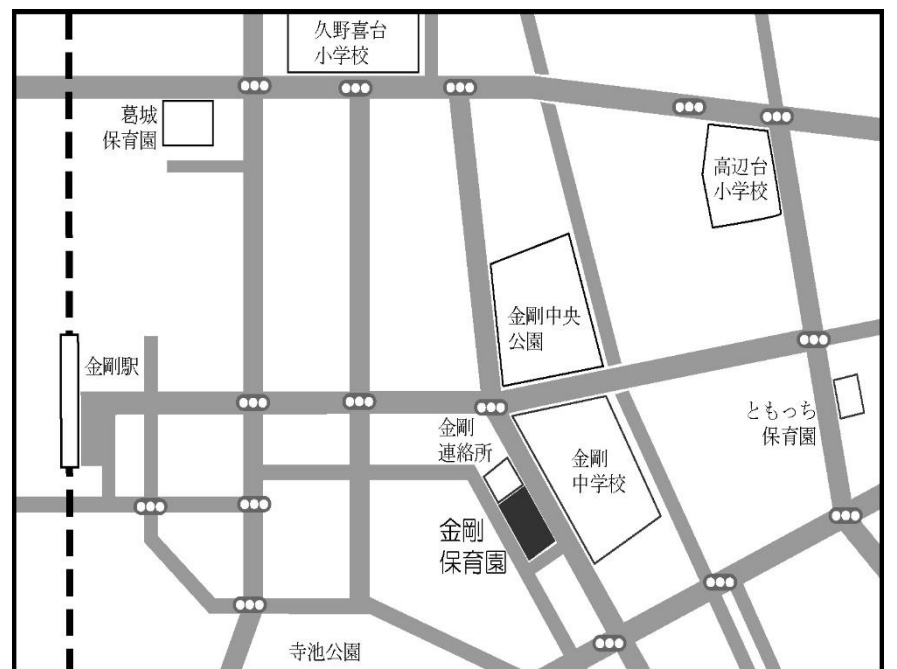 久野喜台
小学校
葛城
保育園
高辺台
小学校
金剛中央
公園
金剛駅
ともっち
保育園
金剛
連絡所
金剛
中学校
金剛
保育園
寺池公園